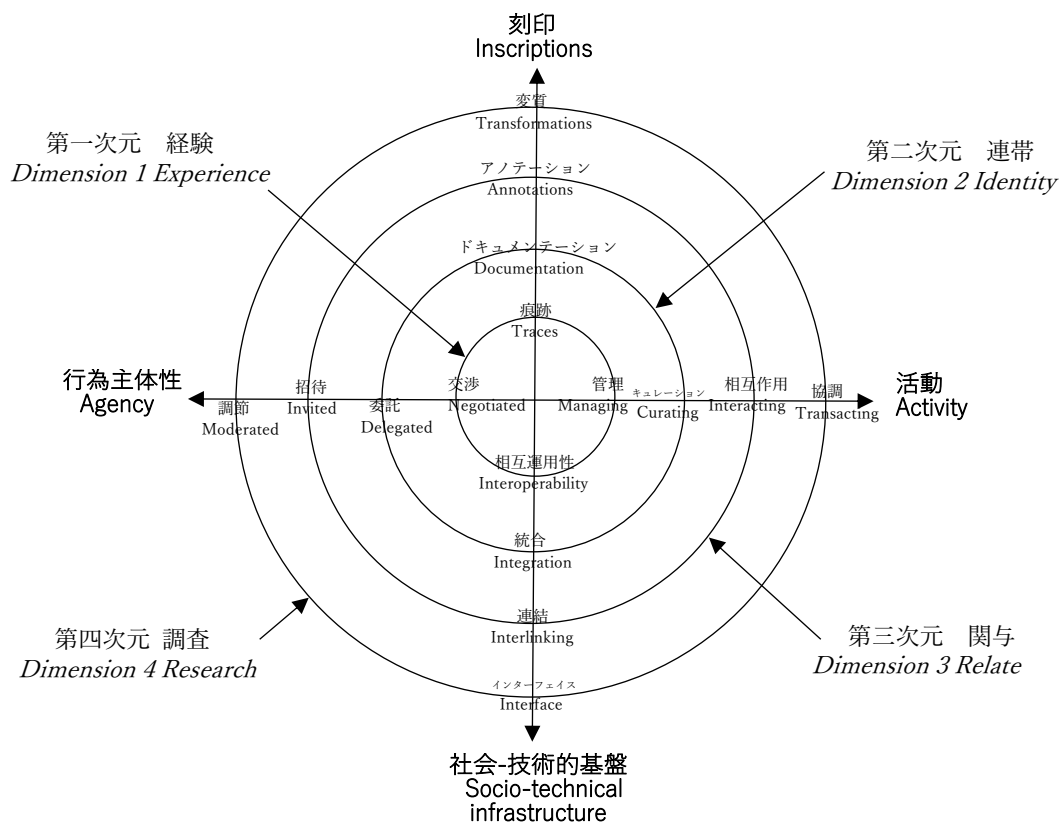 刻印
Inscriptions
変質
Transformations
第一次元　経験
Dimension 1 Experience
第二次元　連帯
Dimension 2 Identity
アノテーション
Annotations
ドキュメンテーション
Documentation
痕跡
Traces
行為主体性
Agency
調節
Moderated
招待
Invited
委託
Delegated
交渉
Negotiated
管理
Managing
キュレーション
Curating
相互作用
Interacting
協調
Transacting
活動
Activity
相互運用性
Interoperability
統合
Integration
連結
Interlinking
第四次元 調査
Dimension 4 Research
第三次元　関与
Dimension 3 Relate
インターフェイス
Interface
社会-技術的基盤
Socio-technical
infrastructure